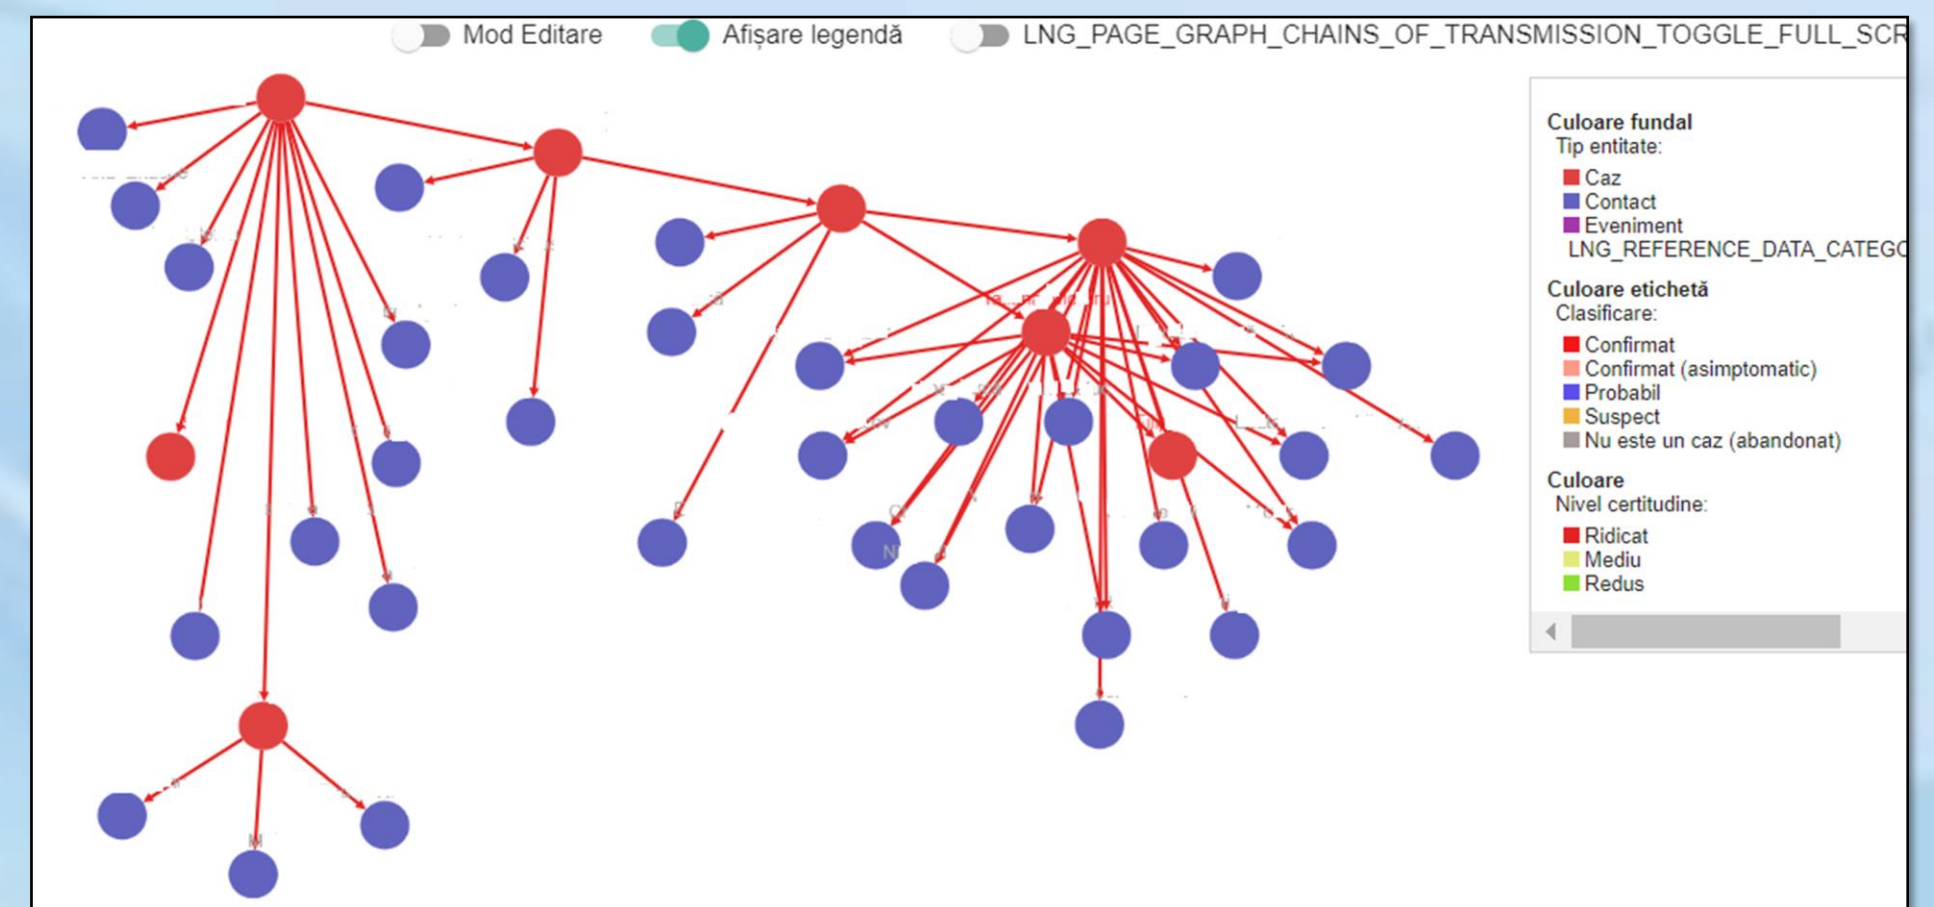 Mod Editare
Afișare legendă
LNG_PAGE_GRAPH_CHAINS_OF_TRANSMISSION_TOGGLE_FULL_SCR
Culoare fundal
Tip entitate:
Caz
Contact
Eveniment
LNG_REFERENCE_DATA_CATEGO
Culoare etichetă
Clasificare:
Confirmat
Confirmat (asimptomatic)
Probabil
Suspect
Nu este un caz (abandonat)
Culoare
Nivel certitudine:
Ridicat
Mediu
Redus